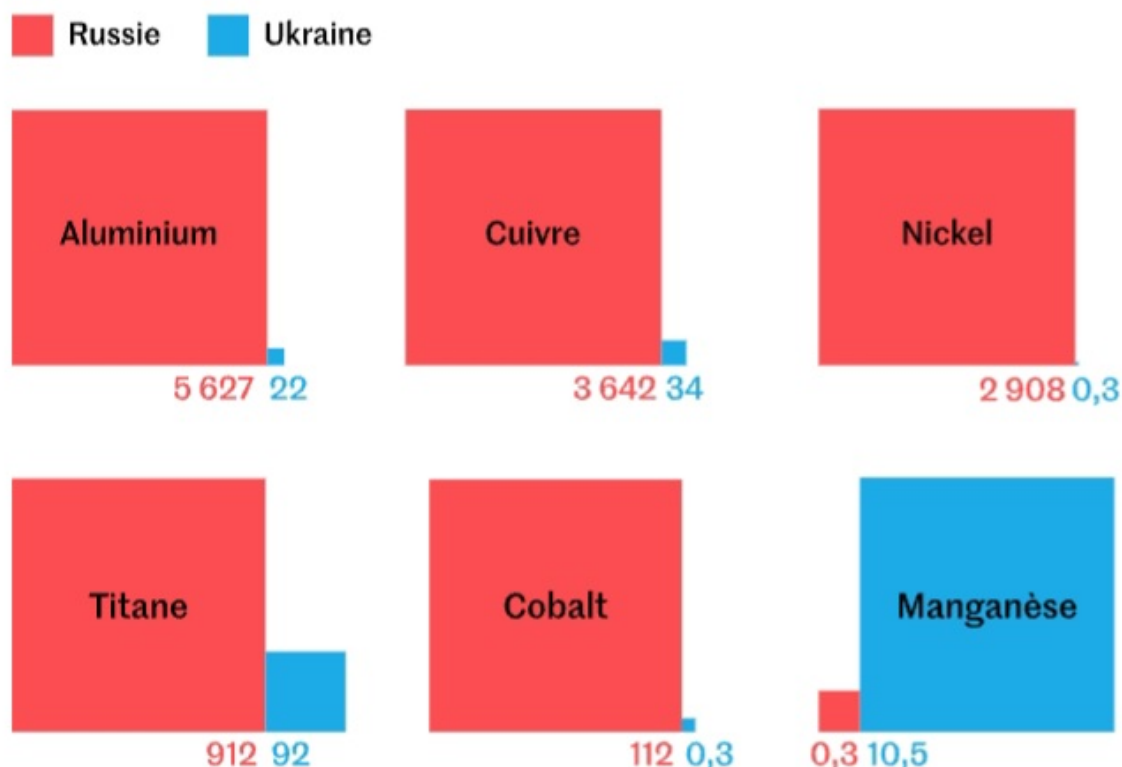 Russie Ukraine
Aluminium
Cuivre
Nickel
5 627 22
3 642 34
2 908 0,3
Titane
Cobalt
Manganèse
912 92
112 0,3
0,3 10,5